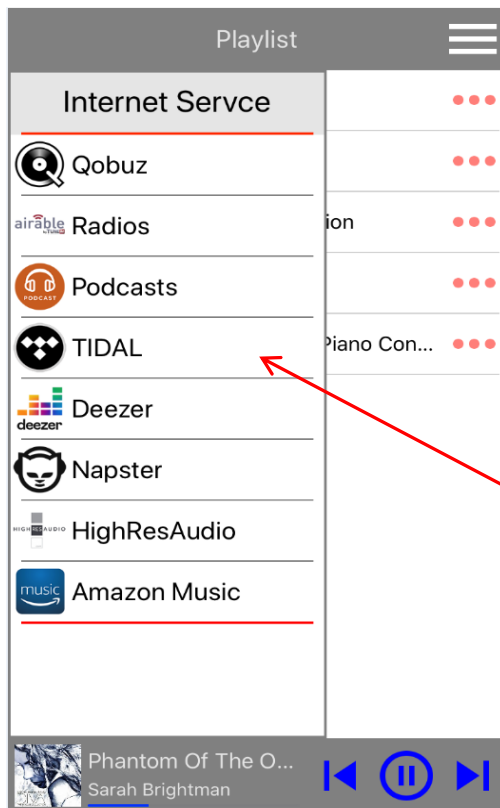 Playlist
Internet Servce
Qobuz
airable Radios
PODCAST Podcasts
ion
TIDAL
Piano Con...
deezer Deezer
Napster
HIGHRESAUDIO HighResAudio
music Amazon Music
Phantom Of The O...
Sarah Brightman